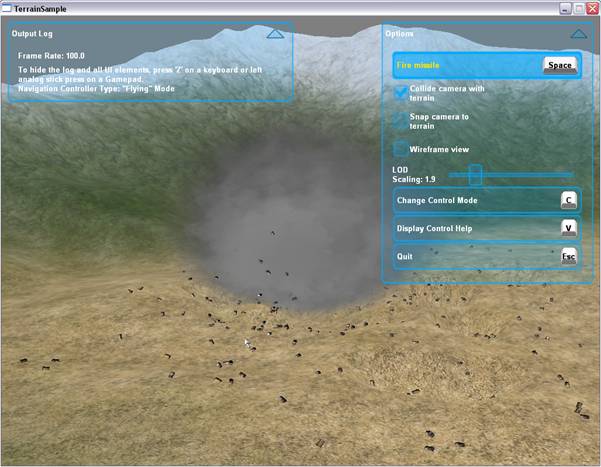 TerrainSample
Output Log
Frame Rate: 100.0
To hide the log and all UI elements, press 'Z' on a keyboard or left
analog stick press on a Gamepad.
Navigation Controller Type: "Flying" Mode
Options
Fire missile
Space
Collide camera with
terrain
Snap camera to
terrain
Wireframe view
LOD
Scaling: 1.9
Change Control Mode
C
Display Control Help
V
Quit
Esc